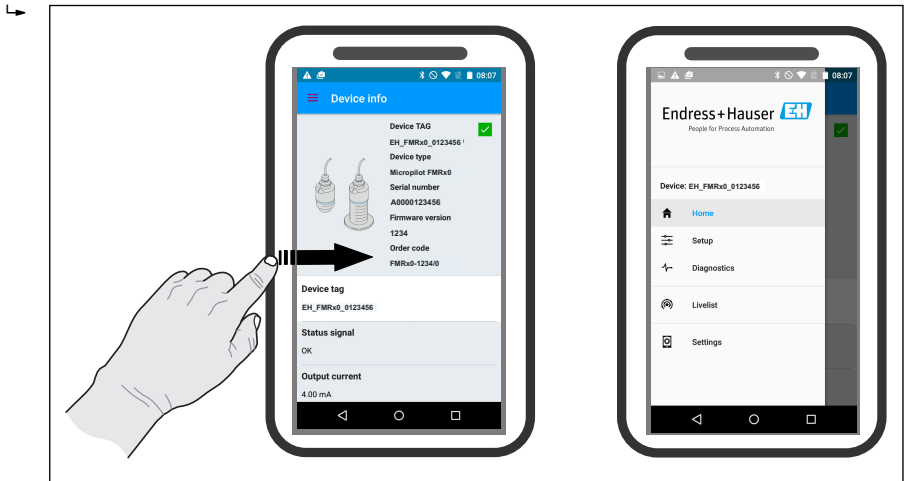 08:07
Device info
Device TAG
EH_FMRx0_0123456
Device type
Micropilot FMRx0
Serial number
A0000123456
Firmware version
1234
Order code
FMRx0-1234/0
Device tag
EH_FMRx0_0123456
Status signal
OK
Output current
4.00 mA
08:07
Endress+Hauser EH
People for Process Automation
Device: EH_FMRx0_0123456
Home
Setup
Diagnostics
Livelist
Settings